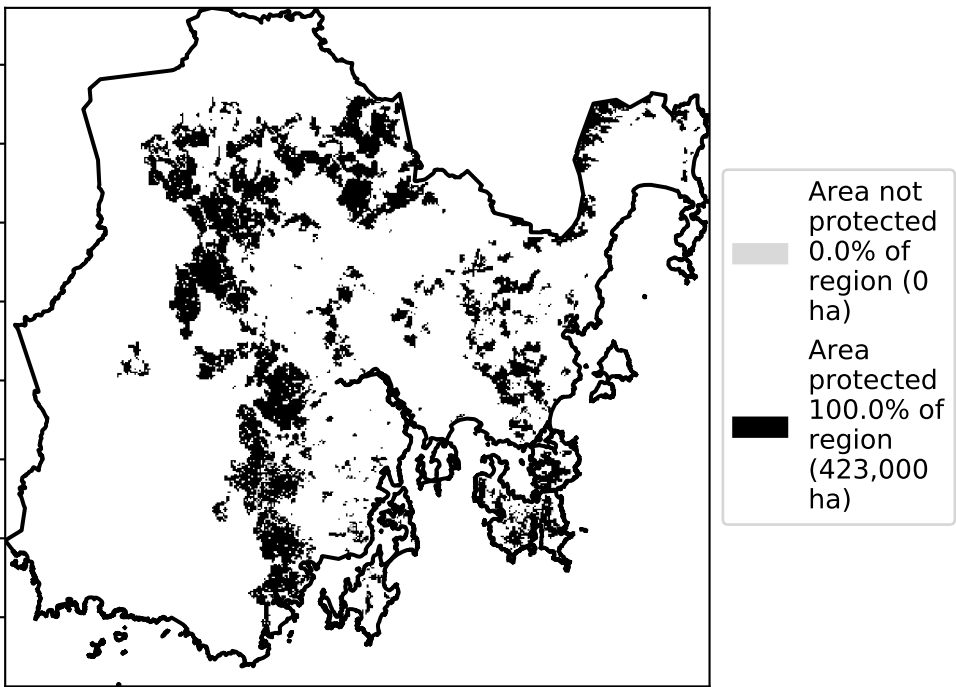 Area not
protected
0.0% of
region (0
ha)
Area
protected
100.0% of
region
(423,000
ha)